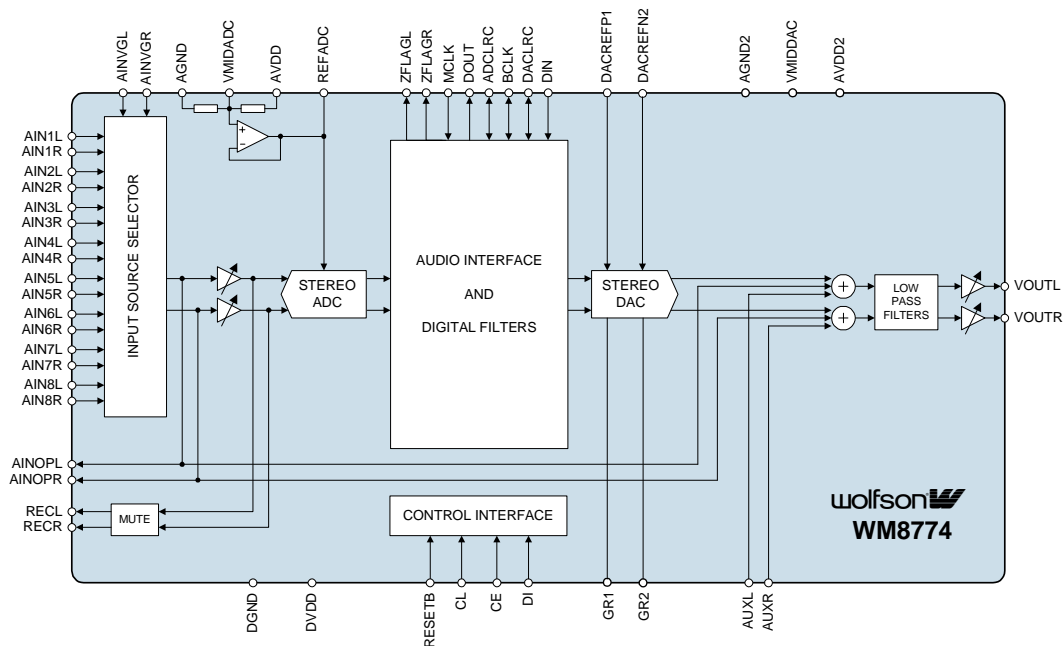 AINVGL
AINVGR
AGND
VMIDADC
AVDD
REFADC
ZFLAGL
ZFLAGR
MCLK
DOUT
ADCLRC
BCLK
DACLRC
DIN
DACREFP1
DACREFN2
AGND2
VMIDDAC
AVDD2
AIN1L
AIN1R
AIN2L
AIN2R
AIN3L
AIN3R
AIN4L
AIN4R
AIN5L
AIN5R
AIN6L
AIN6R
AIN7L
AIN7R
AIN8L
AIN8R
INPUT SOURCE SELECTOR
+
−
STEREO
ADC
AUDIO INTERFACE
AND
DIGITAL FILTERS
STEREO
DAC
+
+
LOW
PASS
FILTERS
VOUTL
VOUTR
AINOPL
AINOPR
RECL
RECR
MUTE
CONTROL INTERFACE
wolfson
WM8774
DGND
DVDD
RESETB
CL
CE
DI
GR1
GR2
AUXL
AUXR